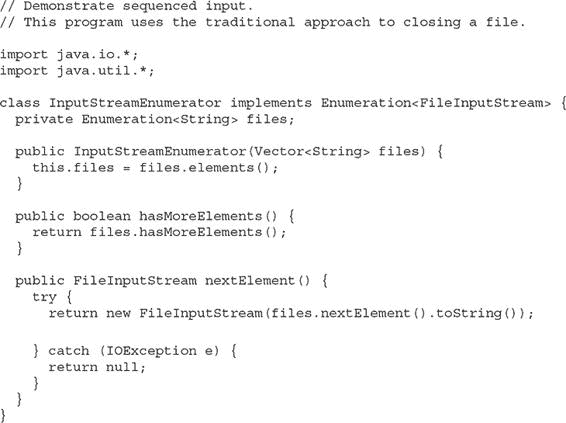 // Demonstrate sequenced input.
// This program uses the traditional approach to closing a file.

import java.io.*;
import java.util.*;

class InputStreamEnumerator implements Enumeration<FileInputStream> {
  private Enumeration<String> files;

  public InputStreamEnumerator(Vector<String> files) {
    this.files = files.elements();
  }

  public boolean hasMoreElements() {
    return files.hasMoreElements();
  }

  public FileInputStream nextElement() {
    try {
      return new FileInputStream(files.nextElement().toString());

    } catch (IOException e) {
      return null;
    }
  }
}